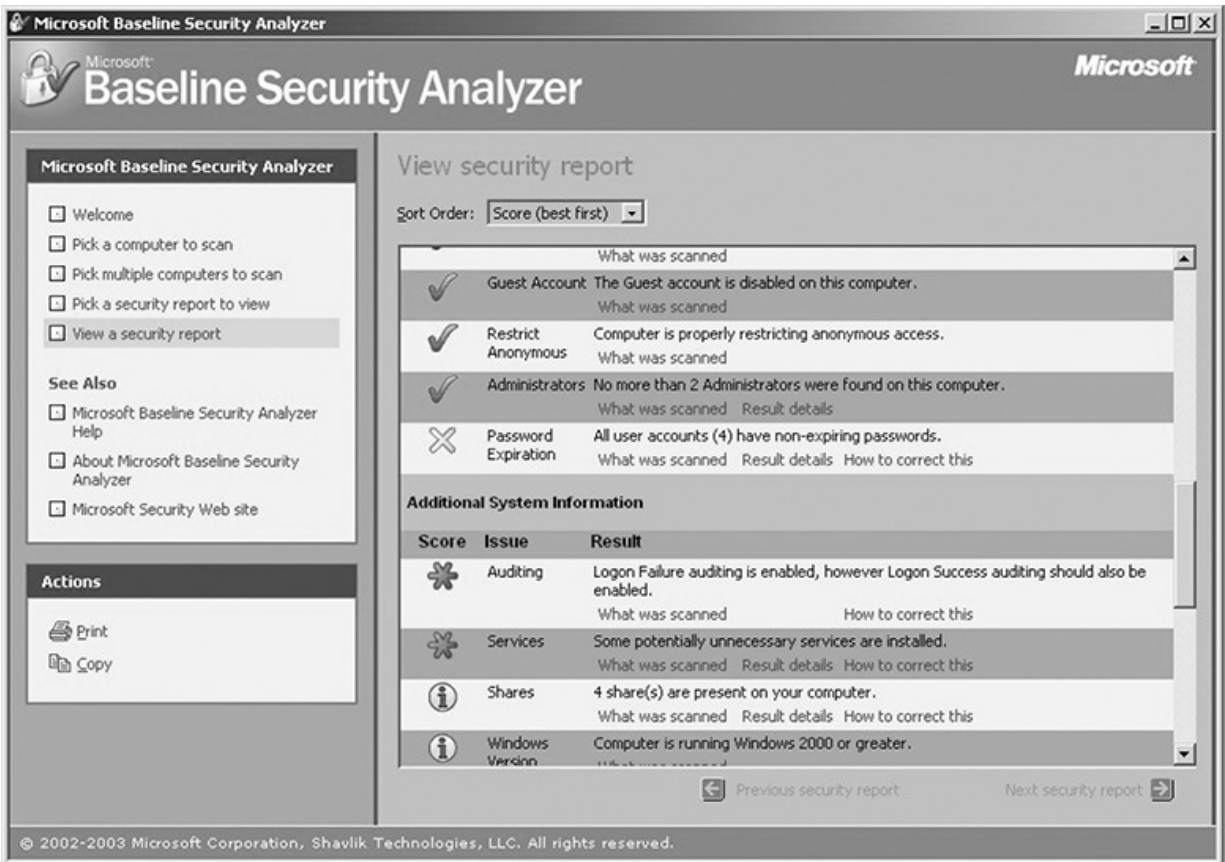 Microsoft Baseline Security Analyzer
Microsoft
Baseline Security Analyzer
Microsoft
Microsoft Baseline Security Analyzer
Welcome
Pick a computer to scan
Pick multiple computers to scan
Pick a security report to view
View a security report
See Also
Microsoft Baseline Security Analyzer
Help
About Microsoft Baseline Security
Analyzer
Microsoft Security Web site
Actions
Print
Copy
View security report
Sort Order: Score (best first)
What was scanned
Guest Account The Guest account is disabled on this computer.
What was scanned
Restrict Anonymous Computer is properly restricting anonymous access.
What was scanned
Administrators No more than 2 Administrators were found on this computer.
What was scanned Result details
Password Expiration All user accounts (4) have non-expiring passwords.
What was scanned Result details How to correct this
Additional System Information
Score Issue Result
Auditing Logon Failure auditing is enabled, however Logon Success auditing should also be
enabled.
What was scanned How to correct this
Services Some potentially unnecessary services are installed.
What was scanned Result details How to correct this
Shares 4 share(s) are present on your computer.
What was scanned Result details How to correct this
Windows Version Computer is running Windows 2000 or greater.
Previous security report Next security report
© 2002-2003 Microsoft Corporation, Shavlik Technologies, LLC. All rights reserved.